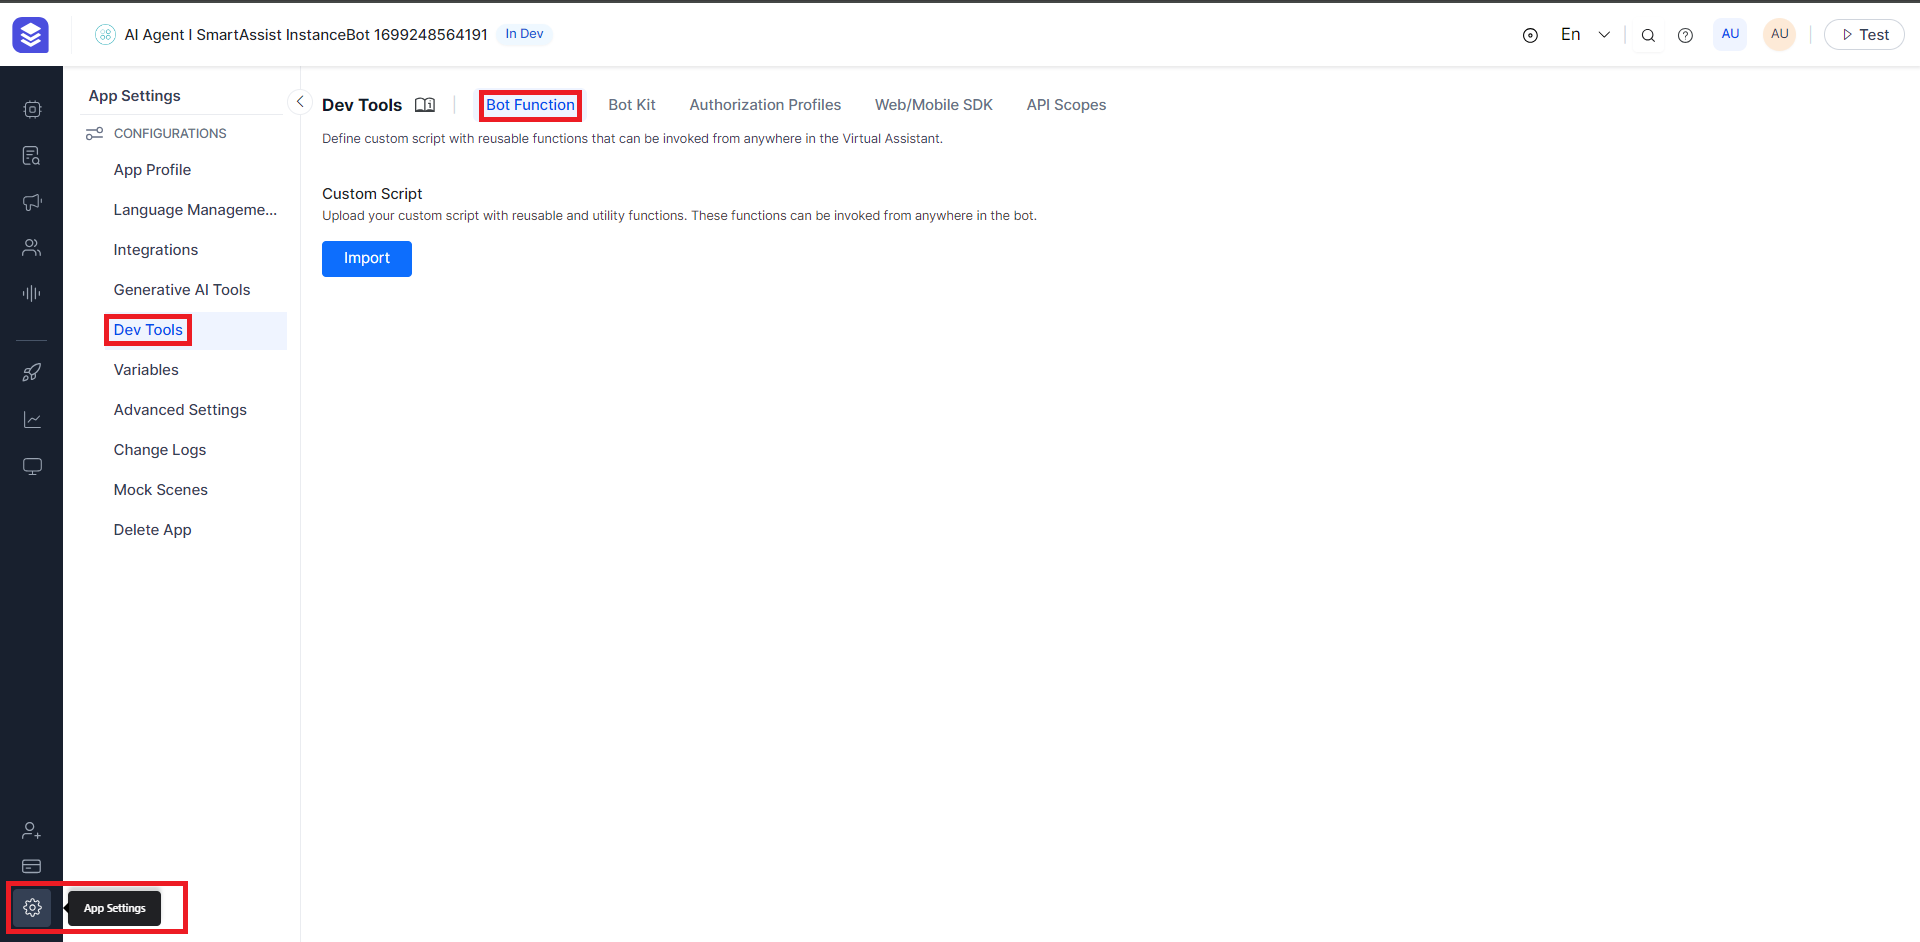 AI Agent I SmartAssist InstanceBot 1699248564191
In Dev
En
AU
AU
Test
App Settings
CONFIGURATIONS
App Profile
Language Manageme...
Integrations
Generative AI Tools
Dev Tools
Variables
Advanced Settings
Change Logs
Mock Scenes
Delete App
Dev Tools
Bot Function
Bot Kit
Authorization Profiles
Web/Mobile SDK
API Scopes
Define custom script with reusable functions that can be invoked from anywhere in the Virtual Assistant.
Custom Script
Upload your custom script with reusable and utility functions. These functions can be invoked from anywhere in the bot.
Import
App Settings